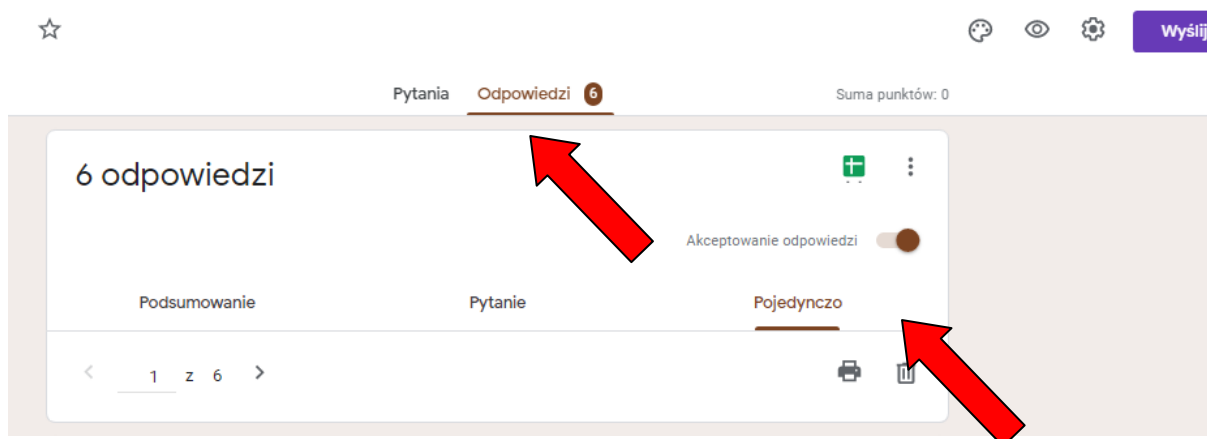 Wyślij
Pytania Odpowiedzi 6 Suma punktów: 0
6 odpowiedzi
Akceptowanie odpowiedzi
Podsumowanie Pytanie Pojedynczo
1 z 6